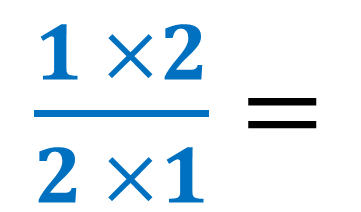 1 ×2
=
2 ×1